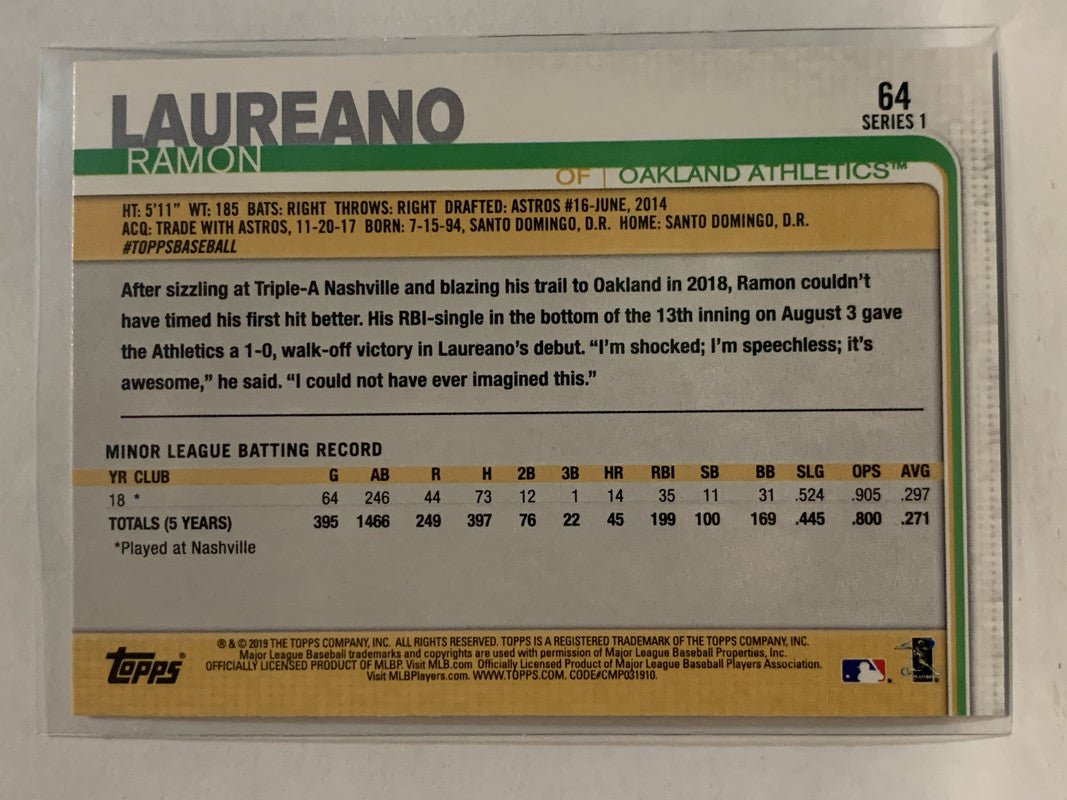 LAUREANO
RAMON
64
SERIES 1
OF | OAKLAND ATHLETICS™
HT: 5'11" WT: 185 BATS: RIGHT THROWS: RIGHT DRAFTED: ASTROS #16-JUNE, 2014
ACQ: TRADE WITH ASTROS, 11-20-17 BORN: 7-15-94, SANTO DOMINGO, D.R. HOME: SANTO DOMINGO, D.R.
#TOPPSBASEBALL
After sizzling at Triple-A Nashville and blazing his trail to Oakland in 2018, Ramon couldn't
have timed his first hit better. His RBI-single in the bottom of the 13th inning on August 3 gave
the Athletics a 1-0, walk-off victory in Laureano's debut. “I'm shocked; I'm speechless; it's
awesome,” he said. “I could not have ever imagined this.”
MINOR LEAGUE BATTING RECORD
YR CLUB G AB R H 2B 3B HR RBI SB BB SLG OPS AVG
18 * 64 246 44 73 12 1 14 35 11 31 .524 .905 .297
TOTALS (5 YEARS) 395 1466 249 397 76 22 45 199 100 169 .445 .800 .271
*Played at Nashville
Topps®
® & © 2019 THE TOPPS COMPANY, INC. ALL RIGHTS RESERVED. TOPPS IS A REGISTERED TRADEMARK OF THE TOPPS COMPANY, INC.
Major League Baseball trademarks and copyrights are used with permission of Major League Baseball Properties, Inc.
OFFICIALLY LICENSED PRODUCT OF MLBP. Visit MLB.com Officially Licensed Product of Major League Baseball Players Association.
Visit MLBPlayers.com. WWW.TOPPS.COM. CODE#CMP031910.